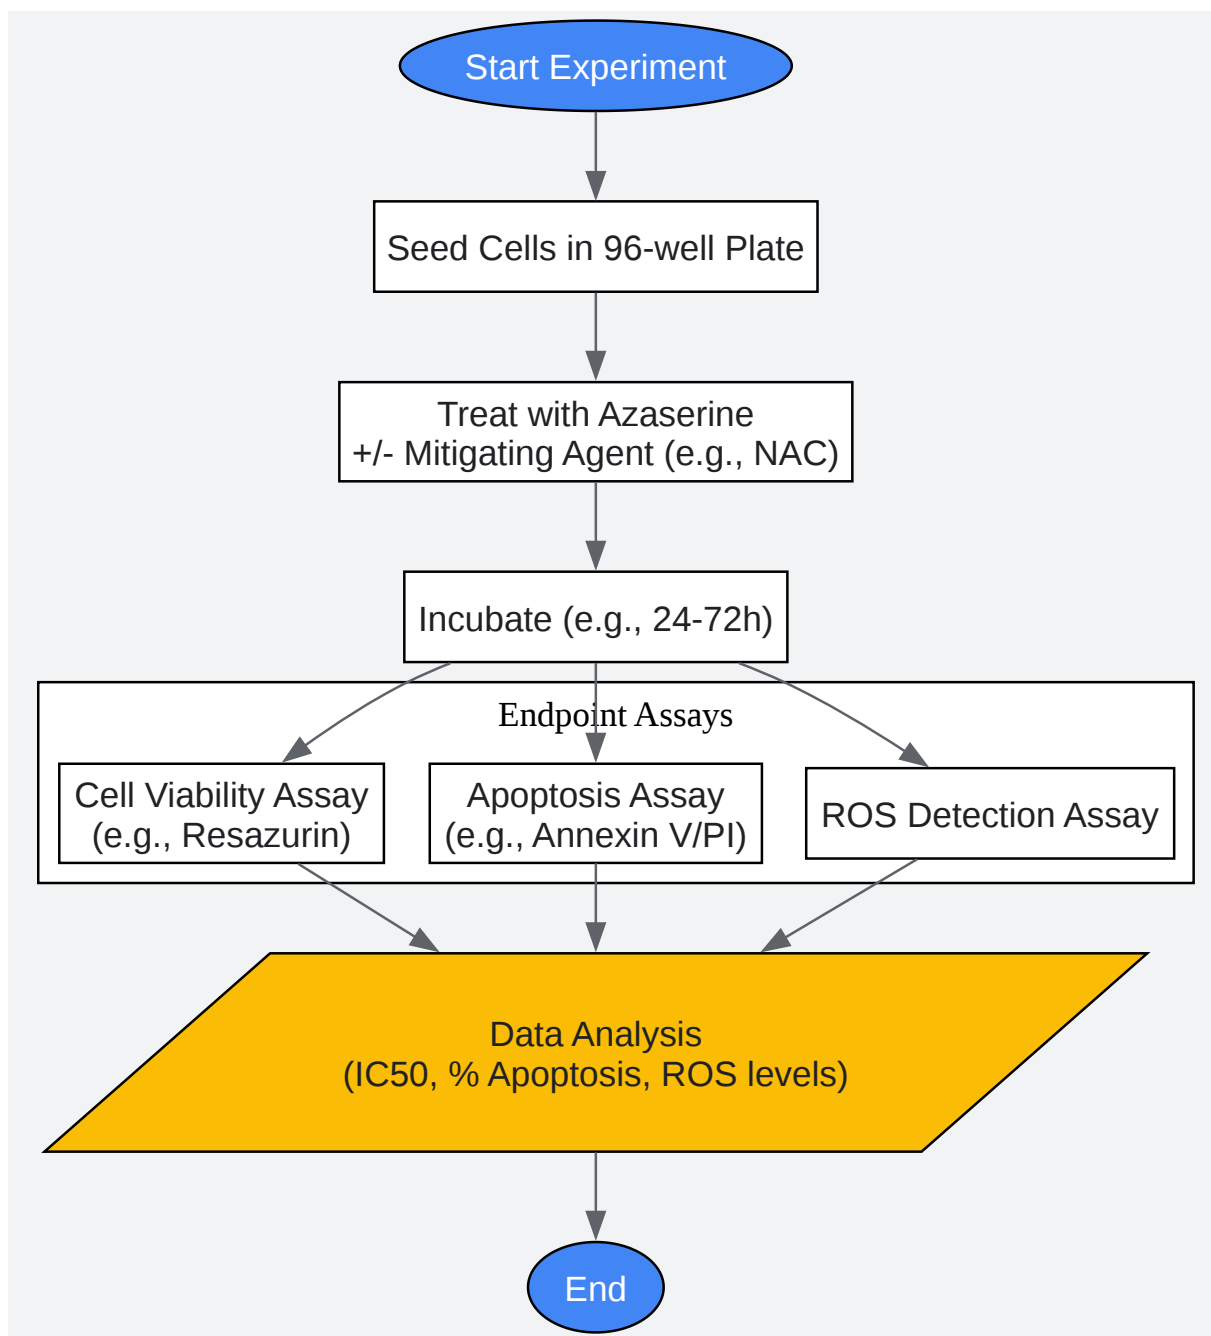 Start Experiment
Seed Cells in 96-well Plate
Treat with Azaserine
+/- Mitigating Agent (e.g., NAC)
Incubate (e.g., 24-72h)
Endpoint Assays
Cell Viability Assay
(e.g., Resazurin)
Apoptosis Assay
(e.g., Annexin V/PI)
ROS Detection Assay
Data Analysis
(IC50, % Apoptosis, ROS levels)
End